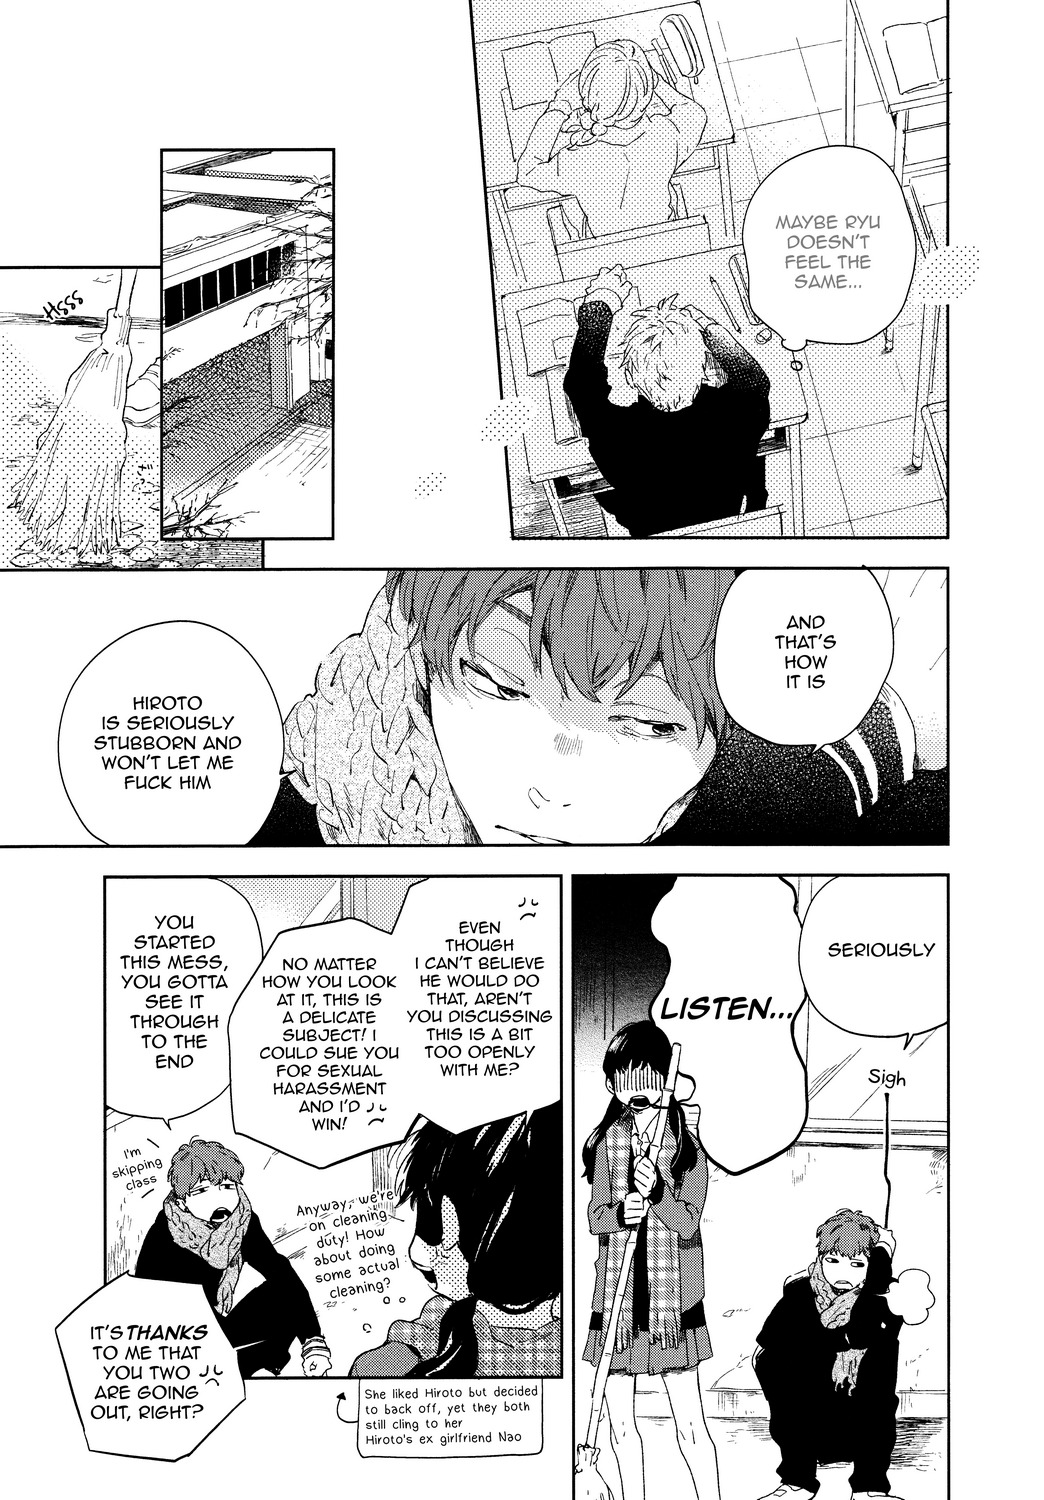 MAYBE RYU
DOESN'T
FEEL THE
SAME...
Hsss
AND
THAT'S
HOW
IT IS
HIROTO
IS SERIOUSLY
STUBBORN AND
WON'T LET ME
FUCK HIM
SERIOUSLY
Sigh
LISTEN...
EVEN
THOUGH
I CAN'T BELIEVE
HE WOULD DO
THAT, AREN'T
YOU DISCUSSING
THIS IS A BIT
TOO OPENLY
WITH ME?
NO MATTER
HOW YOU LOOK
AT IT, THIS IS
A DELICATE
SUBJECT! I
COULD SUE YOU
FOR SEXUAL
HARASSMENT
AND I'D
WIN!
YOU
STARTED
THIS MESS,
YOU GOTTA
SEE IT
THROUGH
TO THE
END
I'm
skipping
class
Anyway, we're
on cleaning
duty! How
about doing
some actual
cleaning?
IT'S THANKS
TO ME THAT
YOU TWO
ARE GOING
OUT, RIGHT?
She liked Hiroto but decided
to back off, yet they both
still cling to her
Hiroto's ex girlfriend Nao